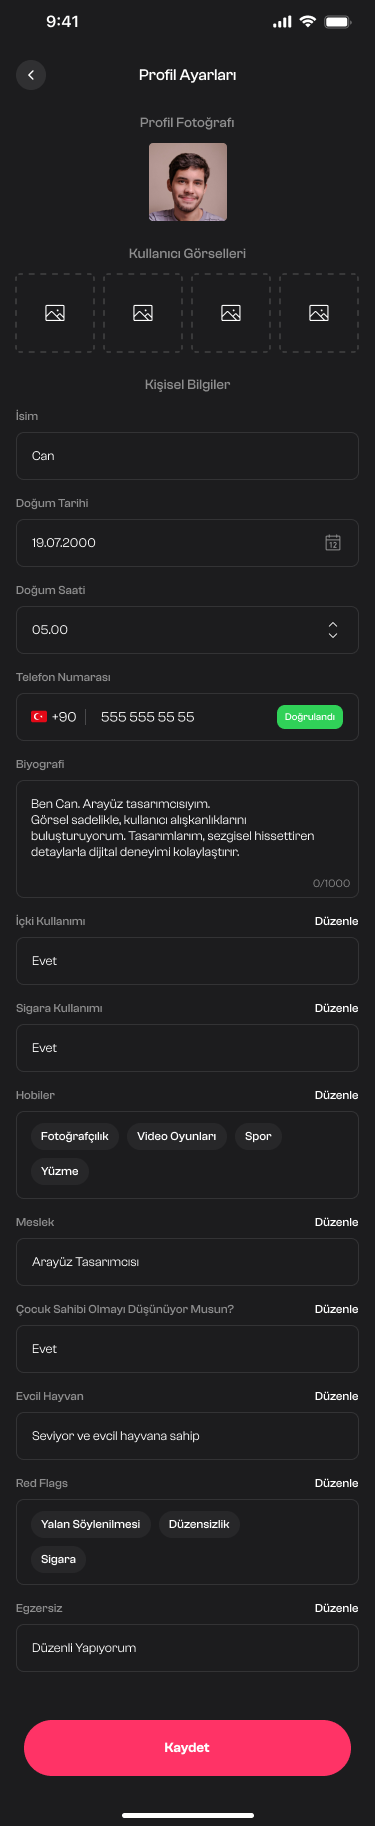 9:41
Profil Ayarları
Profil Fotoğrafı
Kullanıcı Görselleri
Kişisel Bilgiler
İsim
Can
Doğum Tarihi
19.07.2000
12
Doğum Saati
05.00
Telefon Numarası
+90 555 555 55 55 Doğrulandı
Biyografi
Ben Can. Arayüz tasarımcısıyım.
Görsel sadelikle, kullanıcı alışkanlıklarını
buluşturuyorum. Tasarımlarım, sezgisel hissettiren
detaylarla dijital deneyimi kolaylaştırır.
0/1000
İçki Kullanımı Düzenle
Evet
Sigara Kullanımı Düzenle
Evet
Hobiler Düzenle
Fotoğrafçılık Video Oyunları Spor
Yüzme
Meslek Düzenle
Arayüz Tasarımcısı
Çocuk Sahibi Olmayı Düşünüyor Musun? Düzenle
Evet
Evcil Hayvan Düzenle
Seviyor ve evcil hayvana sahip
Red Flags Düzenle
Yalan Söylenilmesi Düzensizlik
Sigara
Egzersiz Düzenle
Düzenli Yapıyorum
Kaydet